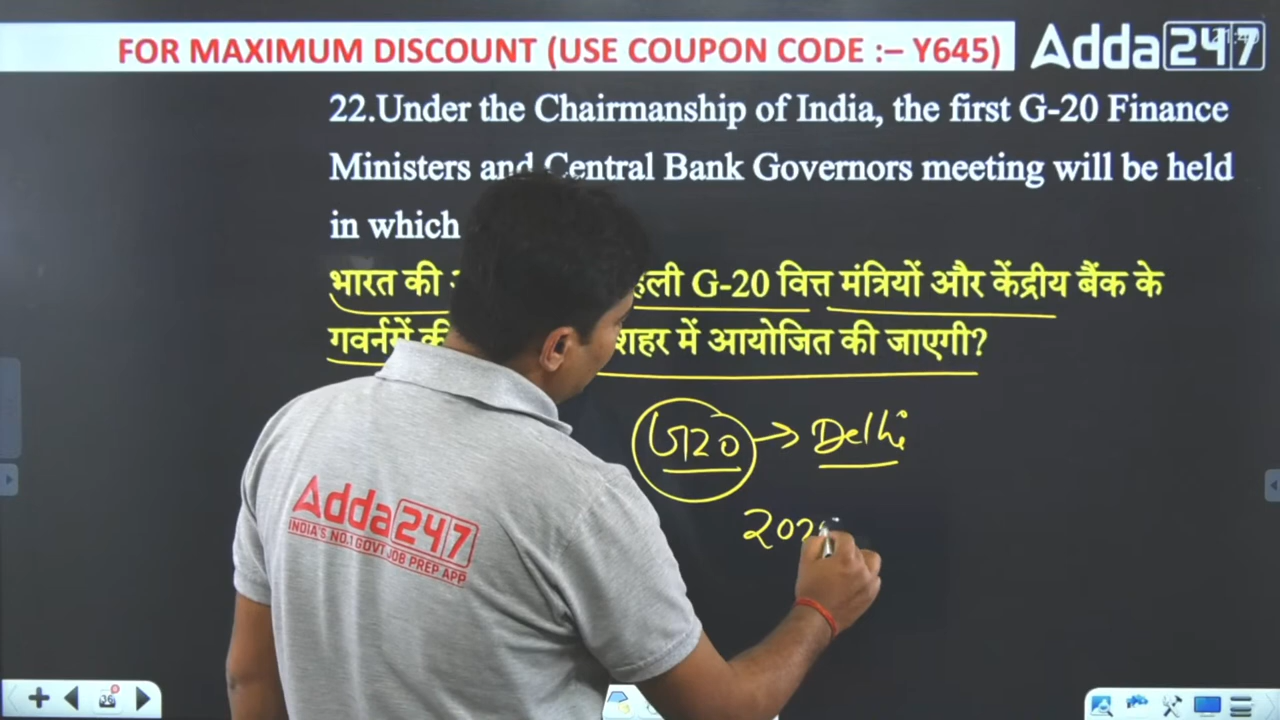 FOR MAXIMUM DISCOUNT (USE COUPON CODE :– Y645)
Adda247
22.Under the Chairmanship of India, the first G-20 Finance
Ministers and Central Bank Governors meeting will be held
in which
भारत की G-20 वित्त मंत्रियों और केंद्रीय बैंक के
गवर्नरों की शहर में आयोजित की जाएगी?
G20 → Delhi
Adda247
INDIA'S NO.1 GOVT JOB PREP APP
36